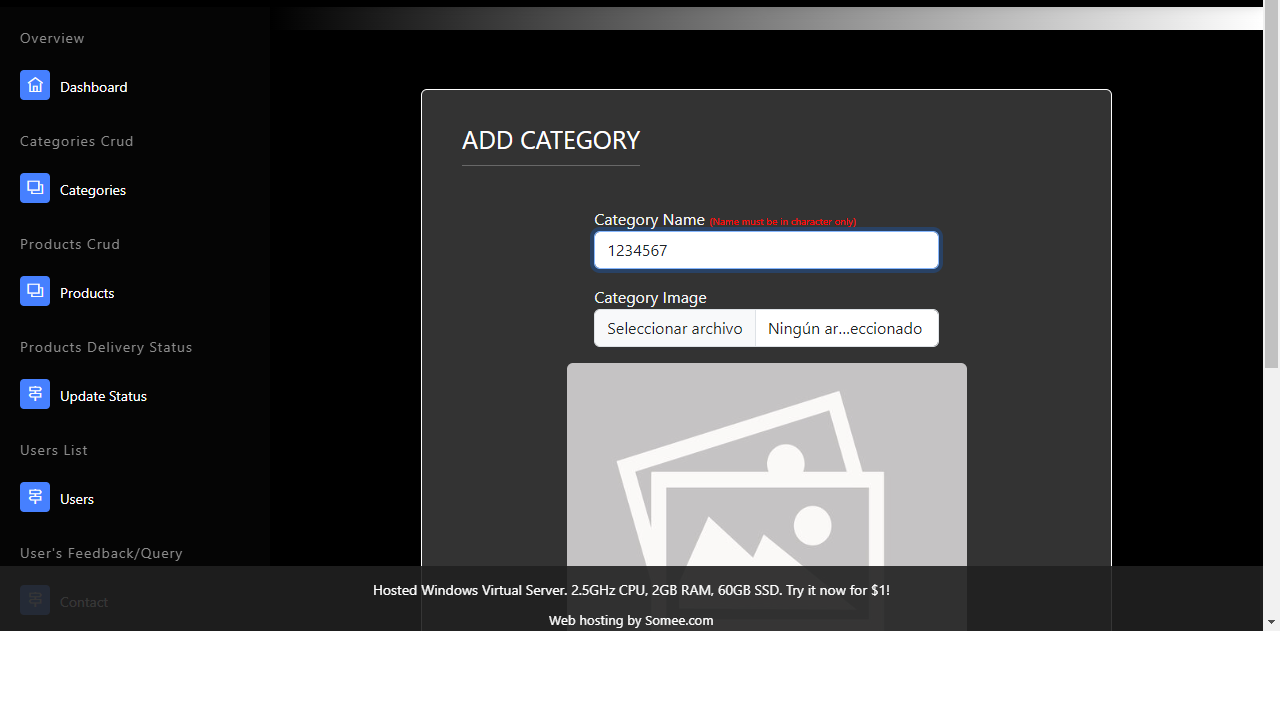 Overview
Dashboard
Categories Crud
Categories
Products Crud
Products
Products Delivery Status
Update Status
Users List
Users
User's Feedback/Query
Contact
ADD CATEGORY
Category Name (Name must be in character only)
1234567
Category Image
Seleccionar archivo Ningún ar...eccionado
Hosted Windows Virtual Server. 2.5GHz CPU, 2GB RAM, 60GB SSD. Try it now for $1!
Web hosting by Somee.com